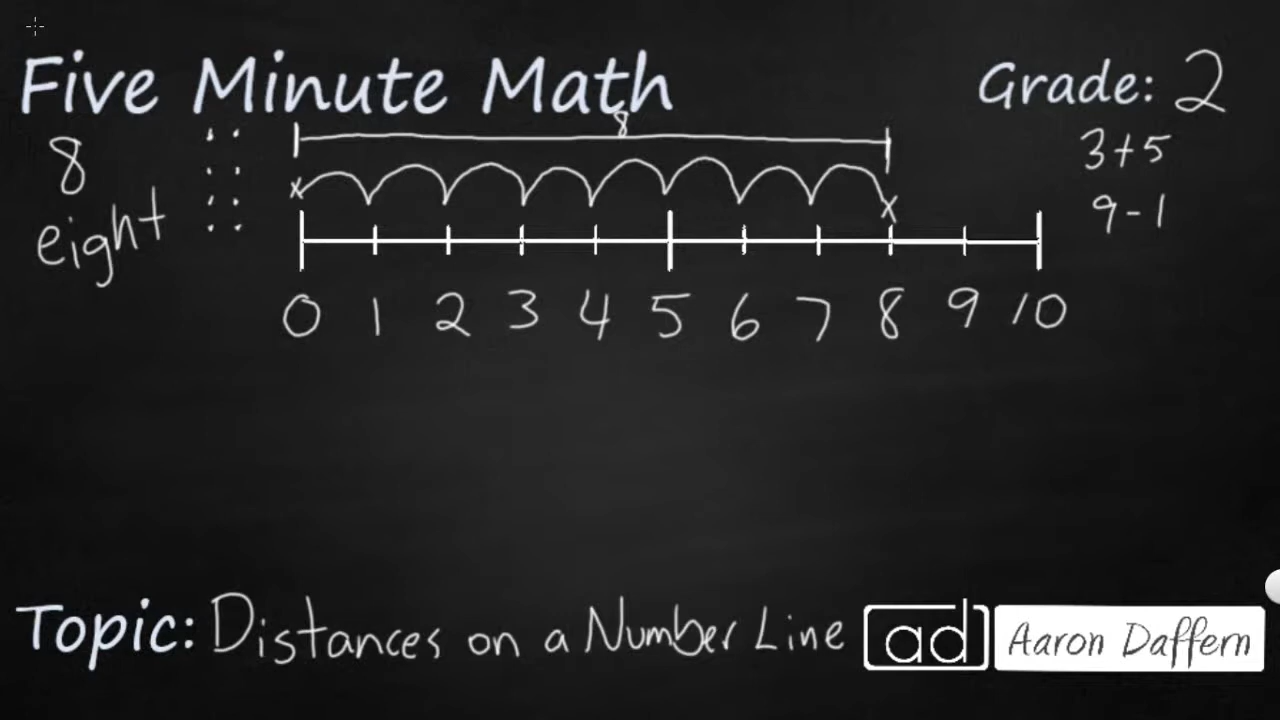 Five Minute Math
Grade: 2
8
eight
8
3+5
9-1
0 1 2 3 4 5 6 7 8 9 10
Topic: Distances on a Number Line
ad Aaron Daffern